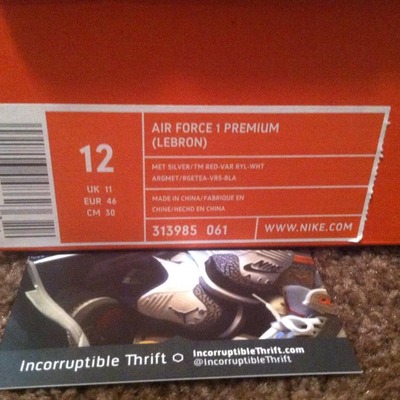 12
UK 11
EUR 46
CM 30
AIR FORCE 1 PREMIUM
(LEBRON)
MET SILVER/TM RED-VAR RYL-WHT
ARGMET/RGETEA-VRS-BLA
MADE IN CHINA/FABRIQUE EN
CHINE/HECHO EN CHINA
313985 061
WWW.NIKE.COM
Incorruptible Thrift
IncorruptibleThrift.com
@IncorruptibleThrift